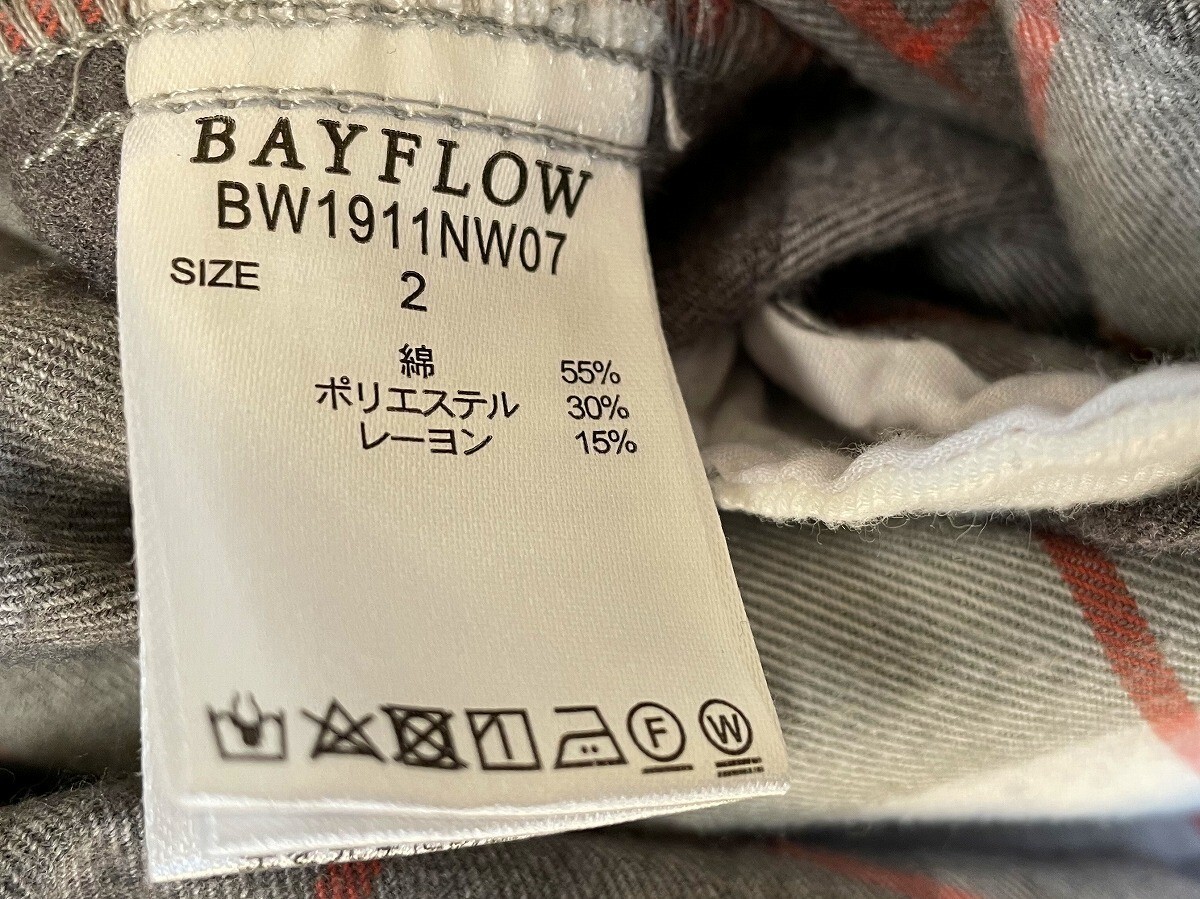 BAYFLOW
BW1911NW07
SIZE 2
綿 55%
ポリエステル 30%
レーヨン 15%
F W